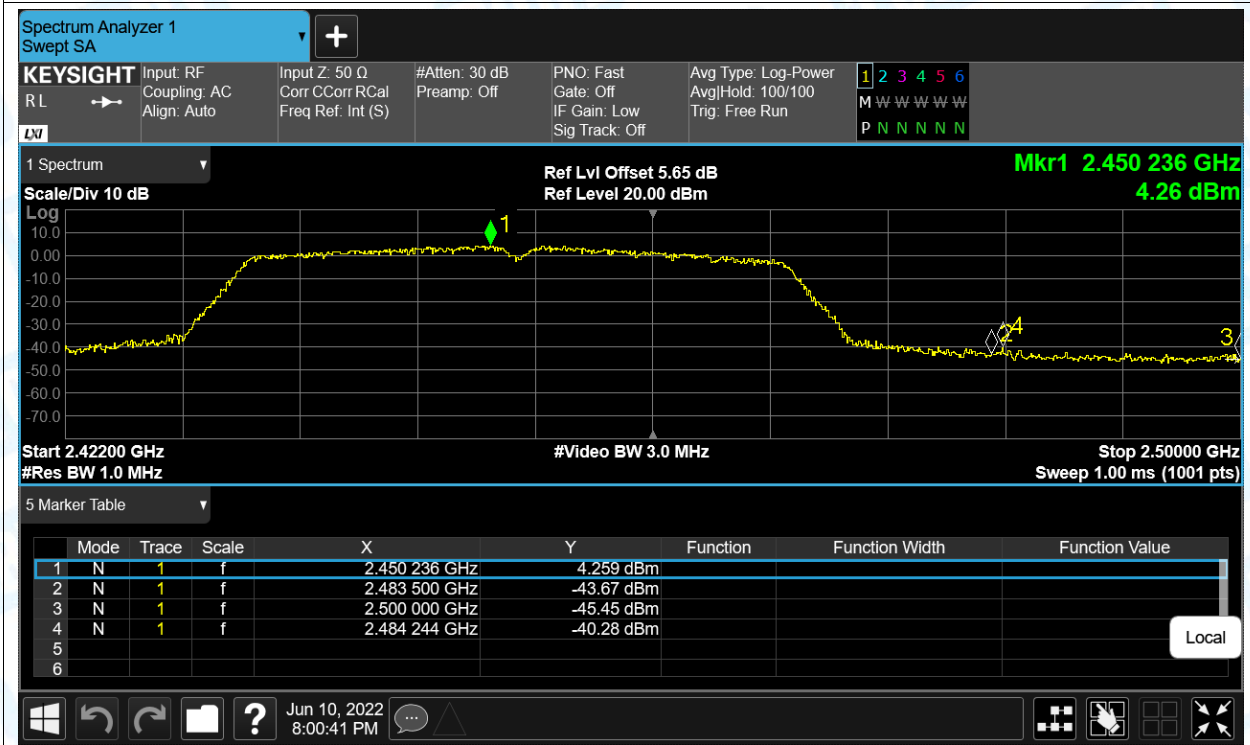 Spectrum Analyzer 1
Swept SA
+
KEYSIGHT
R L
LXI
Input: RF
Coupling: AC
Align: Auto
Input Z: 50 Ω
Corr CCorr RCal
Freq Ref: Int (S)
#Atten: 30 dB
Preamp: Off
PNO: Fast
Gate: Off
IF Gain: Low
Sig Track: Off
Avg Type: Log-Power
Avg|Hold: 100/100
Trig: Free Run
1 2 3 4 5 6
M W W W W W
P N N N N N
1 Spectrum
Scale/Div 10 dB
Ref Lvl Offset 5.65 dB
Ref Level 20.00 dBm
Mkr1 2.450 236 GHz
4.26 dBm
Log
10.0
0.00
-10.0
-20.0
-30.0
-40.0
-50.0
-60.0
-70.0
1
2
4
3
Start 2.42200 GHz
#Res BW 1.0 MHz
#Video BW 3.0 MHz
Stop 2.50000 GHz
Sweep 1.00 ms (1001 pts)
5 Marker Table
Mode Trace Scale X Y Function Function Width Function Value
1 N 1 f 2.450 236 GHz 4.259 dBm
2 N 1 f 2.483 500 GHz -43.67 dBm
3 N 1 f 2.500 000 GHz -45.45 dBm
4 N 1 f 2.484 244 GHz -40.28 dBm
5
6
Local
?
Jun 10, 2022
8:00:41 PM